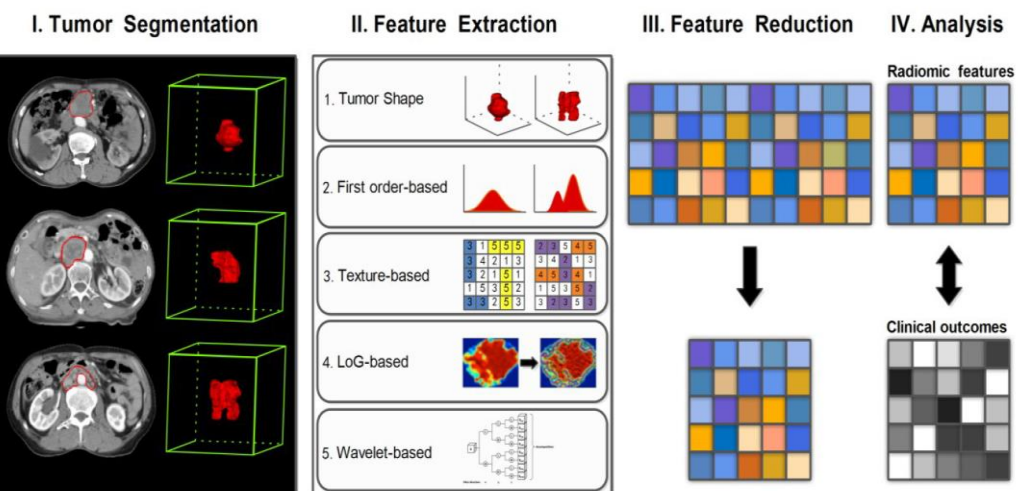 I. Tumor Segmentation
II. Feature Extraction
III. Feature Reduction
IV. Analysis
1. Tumor Shape
2. First order-based
3. Texture-based
3 1 5 5 5
3 4 2 1 3
3 2 1 5 1
1 5 3 5 2
3 3 2 5 3
2 3 5 4 5
3 4 2 1 3
4 5 3 4 1
1 5 3 5 2
3 2 3 5 3
4. LoG-based
5. Wavelet-based
Radiomic features
Clinical outcomes